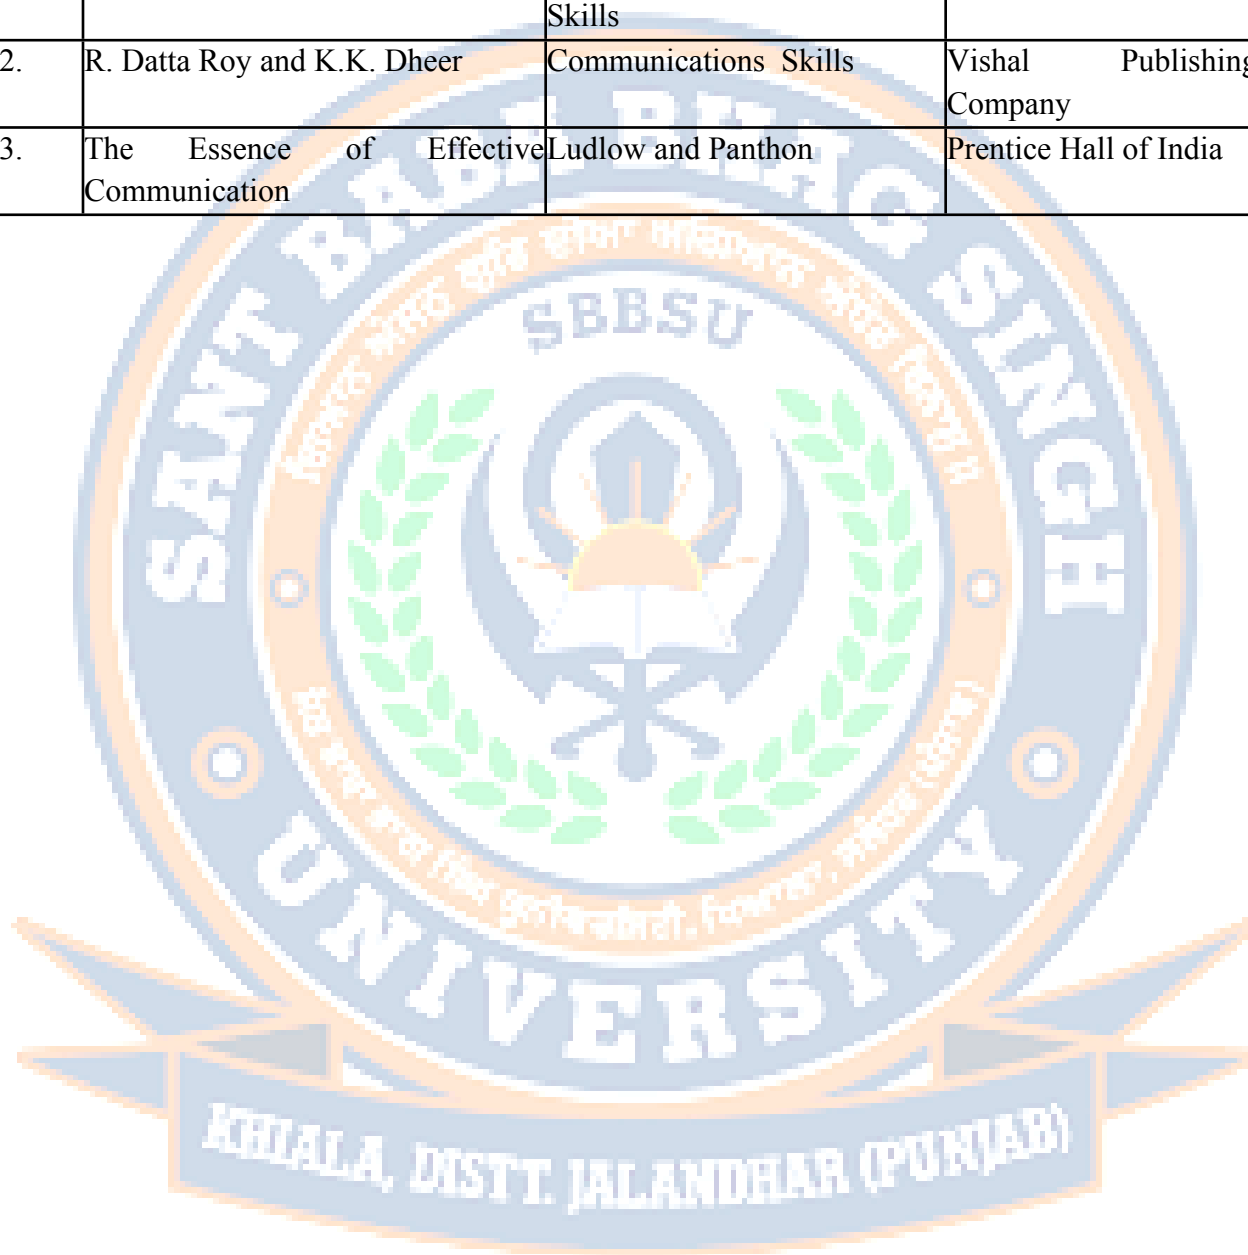 Skills
2. R. Datta Roy and K.K. Dheer Communications Skills Vishal Publishing
Company
3. The Essence of Effective Ludlow and Panthon Prentice Hall of India
Communication
SANT BABA BHAG SINGH
SBBSU
UNIVERSITY
KHIALA, DISTT. JALANDHAR (PUNJAB)